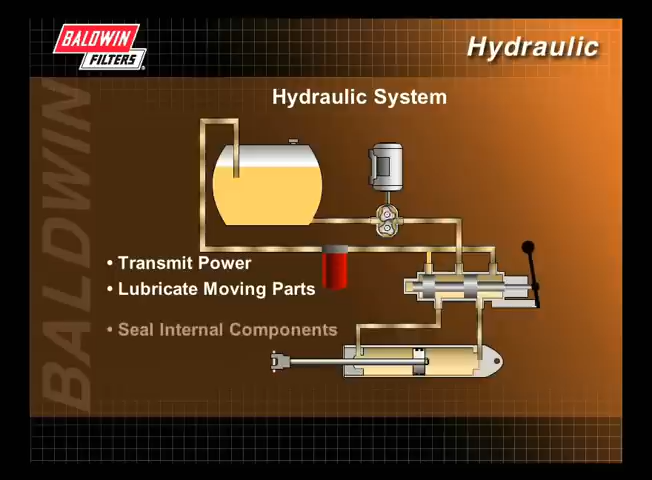 BALDWIN
FILTERS
Hydraulic
Hydraulic System
BALDWIN
• Transmit Power
• Lubricate Moving Parts
• Seal Internal Components